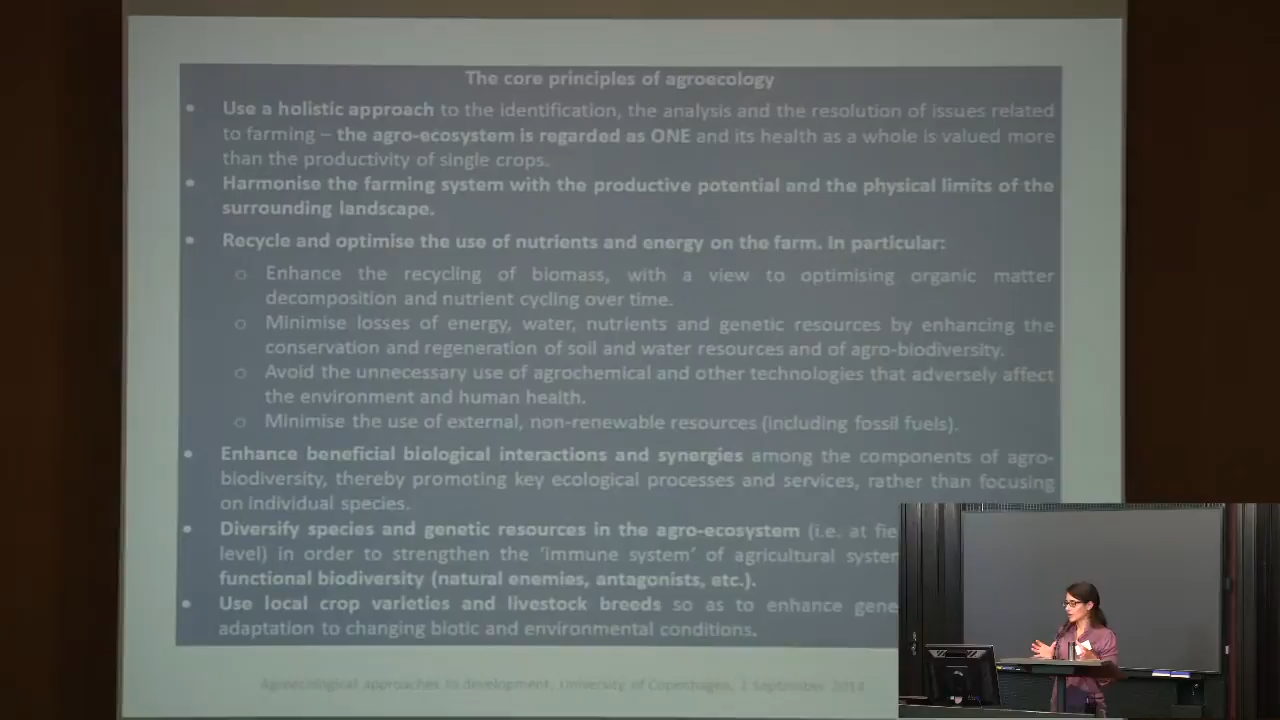 The core principles of agroecology
• Use a holistic approach to the identification, the analysis and the resolution of issues related
to farming – the agro-ecosystem is regarded as ONE and its health as a whole is valued more
than the productivity of single crops.
• Harmonise the farming system with the productive potential and the physical limits of the
surrounding landscape.
• Recycle and optimise the use of nutrients and energy on the farm. In particular:
o Enhance the recycling of biomass, with a view to optimising organic matter
decomposition and nutrient cycling over time.
o Minimise losses of energy, water, nutrients and genetic resources by enhancing the
conservation and regeneration of soil and water resources and of agro-biodiversity.
o Avoid the unnecessary use of agrochemical and other technologies that adversely affect
the environment and human health.
o Minimise the use of external, non-renewable resources (including fossil fuels).
• Enhance beneficial biological interactions and synergies among the components of agro-
biodiversity, thereby promoting key ecological processes and services, rather than focusing
on individual species.
• Diversify species and genetic resources in the agro-ecosystem (i.e. at fie
level) in order to strengthen the 'immune system' of agricultural system
functional biodiversity (natural enemies, antagonists, etc.).
• Use local crop varieties and livestock breeds so as to enhance gene
adaptation to changing biotic and environmental conditions.
Agroecological approaches to development. University of Copenhagen, 2 September 2014